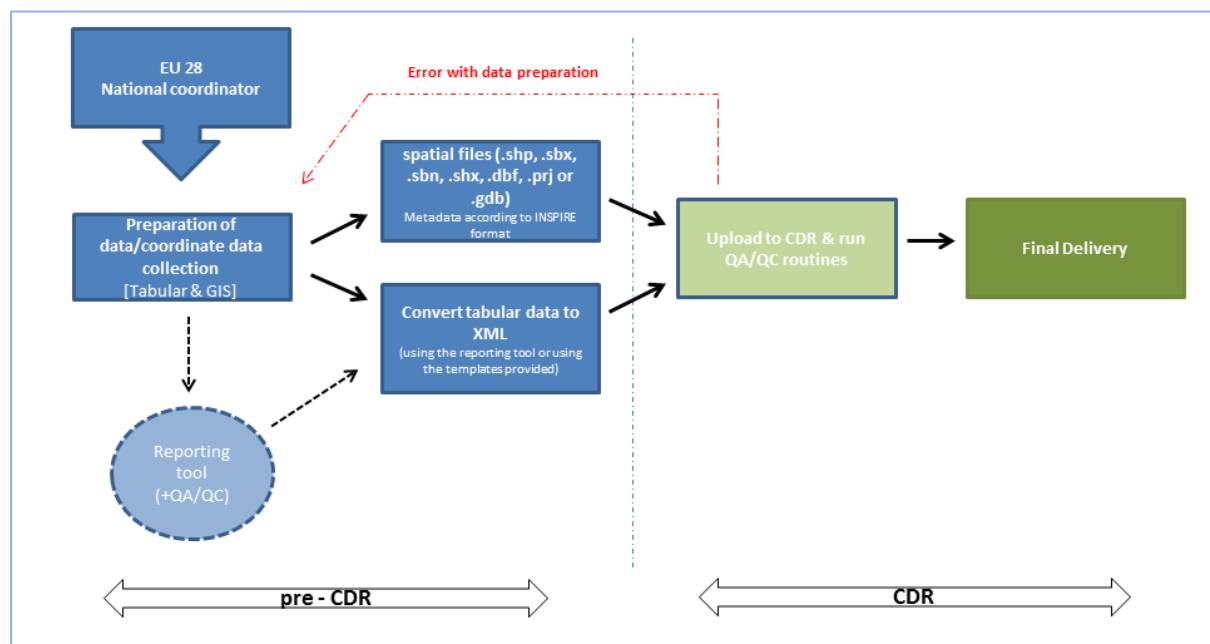 EU 28
National coordinator
Error with data preparation
spatial files (.shp, .sbx,
.sbn, .shx, .dbf, .prj or
.gdb)
Metadata according to INSPIRE
format
Preparation of
data/coordinate data
collection
[Tabular & GIS]
Upload to CDR & run
QA/QC routines
Final Delivery
Convert tabular data to
XML
(using the reporting tool or using
the templates provided)
Reporting
tool
(+QA/QC)
pre - CDR
CDR